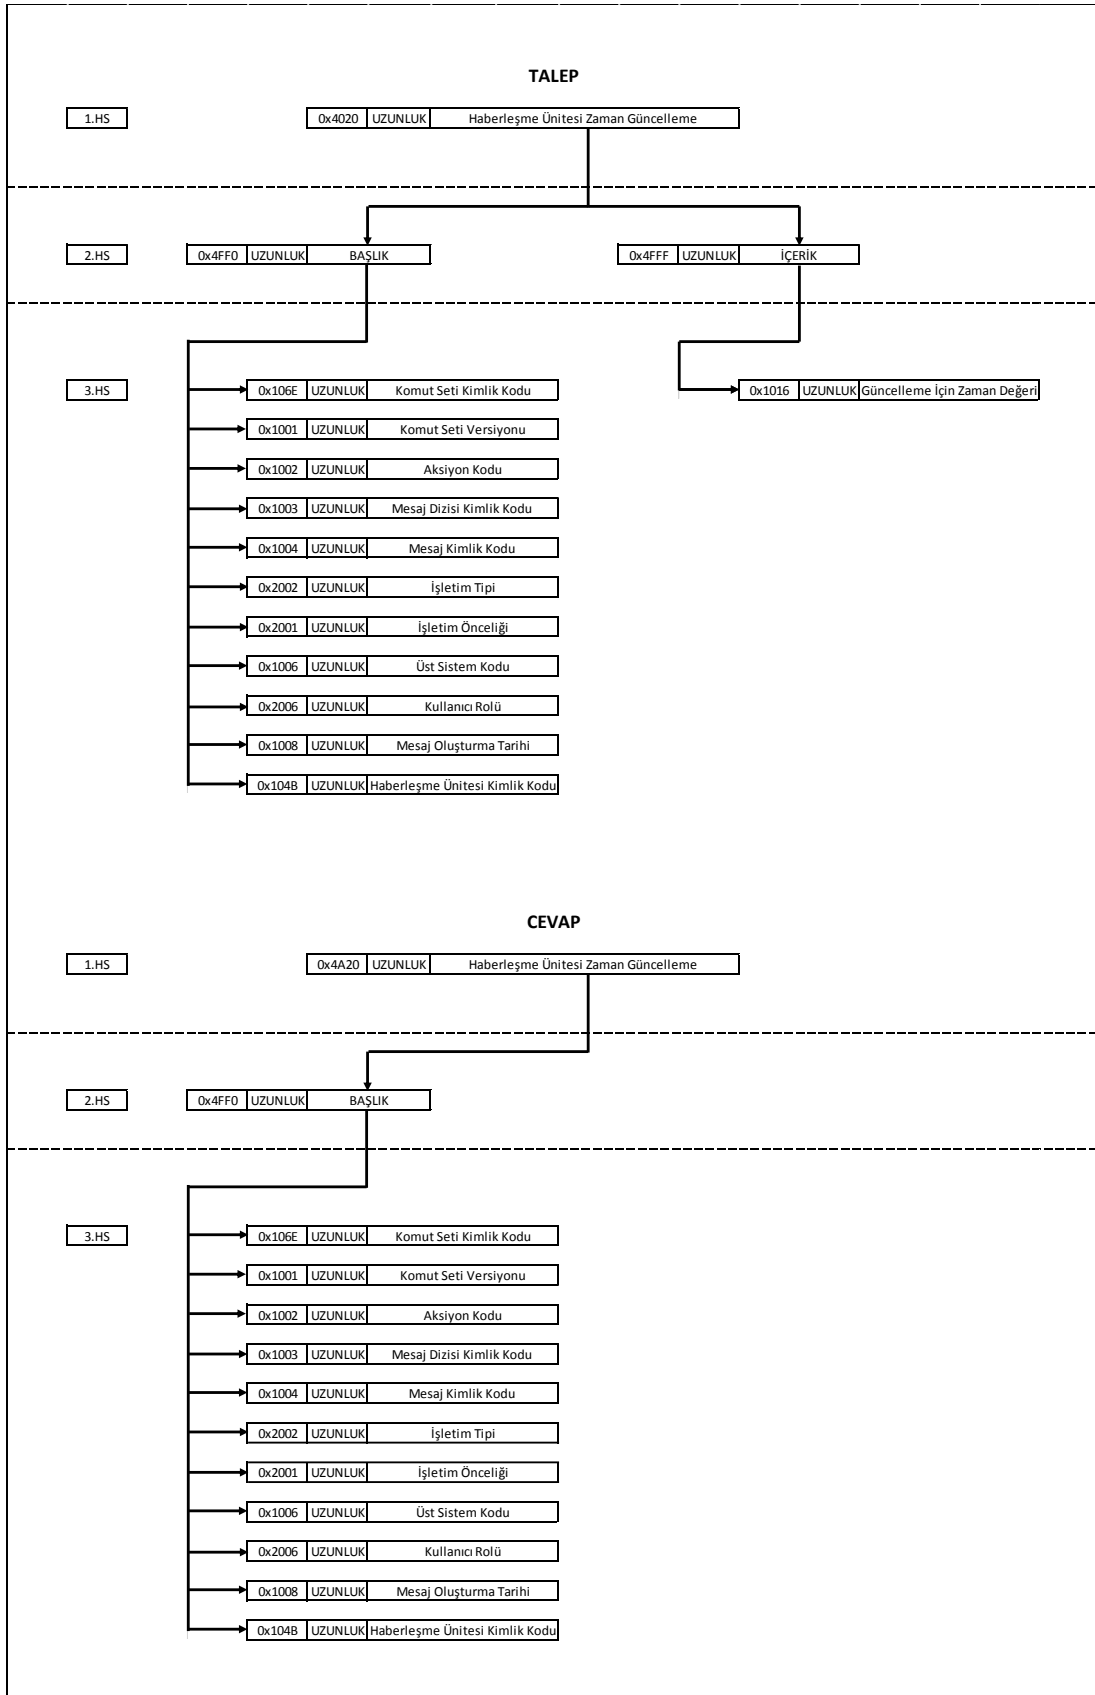 TALEP
1.HS 0x4020 UZUNLUK Haberleşme Ünitesi Zaman Güncelleme
2.HS 0x4FF0 UZUNLUK BAŞLIK 0x4FFF UZUNLUK İÇERİK
3.HS 0x106E UZUNLUK Komut Seti Kimlik Kodu 0x1016 UZUNLUK Güncelleme İçin Zaman Değeri
0x1001 UZUNLUK Komut Seti Versiyonu
0x1002 UZUNLUK Aksiyon Kodu
0x1003 UZUNLUK Mesaj Dizisi Kimlik Kodu
0x1004 UZUNLUK Mesaj Kimlik Kodu
0x2002 UZUNLUK İşletim Tipi
0x2001 UZUNLUK İşletim Önceliği
0x1006 UZUNLUK Üst Sistem Kodu
0x2006 UZUNLUK Kullanıcı Rolü
0x1008 UZUNLUK Mesaj Oluşturma Tarihi
0x104B UZUNLUK Haberleşme Ünitesi Kimlik Kodu
CEVAP
1.HS 0x4A20 UZUNLUK Haberleşme Ünitesi Zaman Güncelleme
2.HS 0x4FF0 UZUNLUK BAŞLIK
3.HS 0x106E UZUNLUK Komut Seti Kimlik Kodu
0x1001 UZUNLUK Komut Seti Versiyonu
0x1002 UZUNLUK Aksiyon Kodu
0x1003 UZUNLUK Mesaj Dizisi Kimlik Kodu
0x1004 UZUNLUK Mesaj Kimlik Kodu
0x2002 UZUNLUK İşletim Tipi
0x2001 UZUNLUK İşletim Önceliği
0x1006 UZUNLUK Üst Sistem Kodu
0x2006 UZUNLUK Kullanıcı Rolü
0x1008 UZUNLUK Mesaj Oluşturma Tarihi
0x104B UZUNLUK Haberleşme Ünitesi Kimlik Kodu